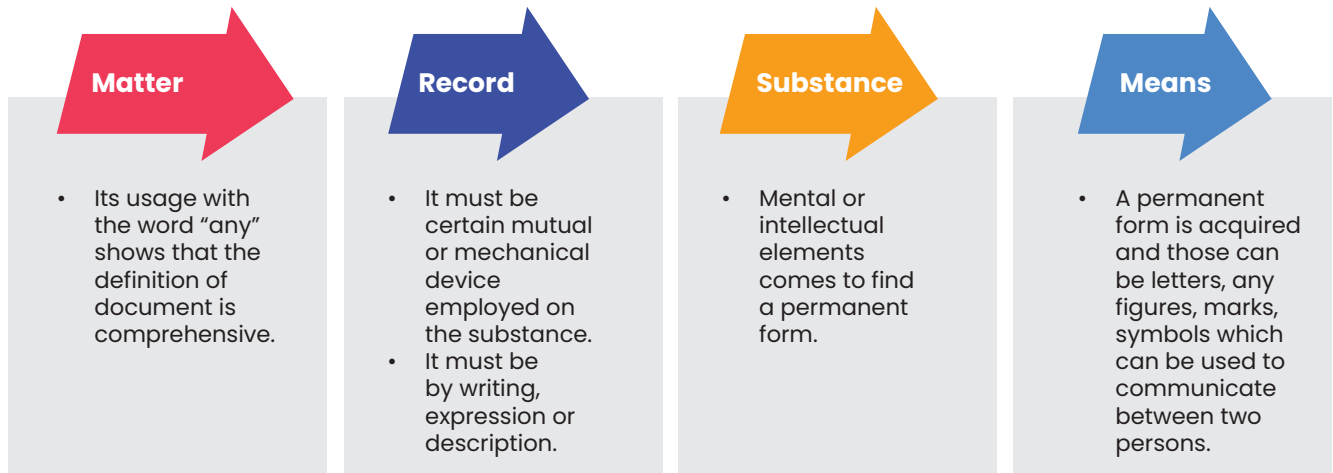 Matter
• Its usage with
the word “any”
shows that the
definition of
document is
comprehensive.
Record
• It must be
certain mutual
or mechanical
device
employed on
the substance.
• It must be
by writing,
expression or
description.
Substance
• Mental or
intellectual
elements
comes to find
a permanent
form.
Means
• A permanent
form is acquired
and those can
be letters, any
figures, marks,
symbols which
can be used to
communicate
between two
persons.